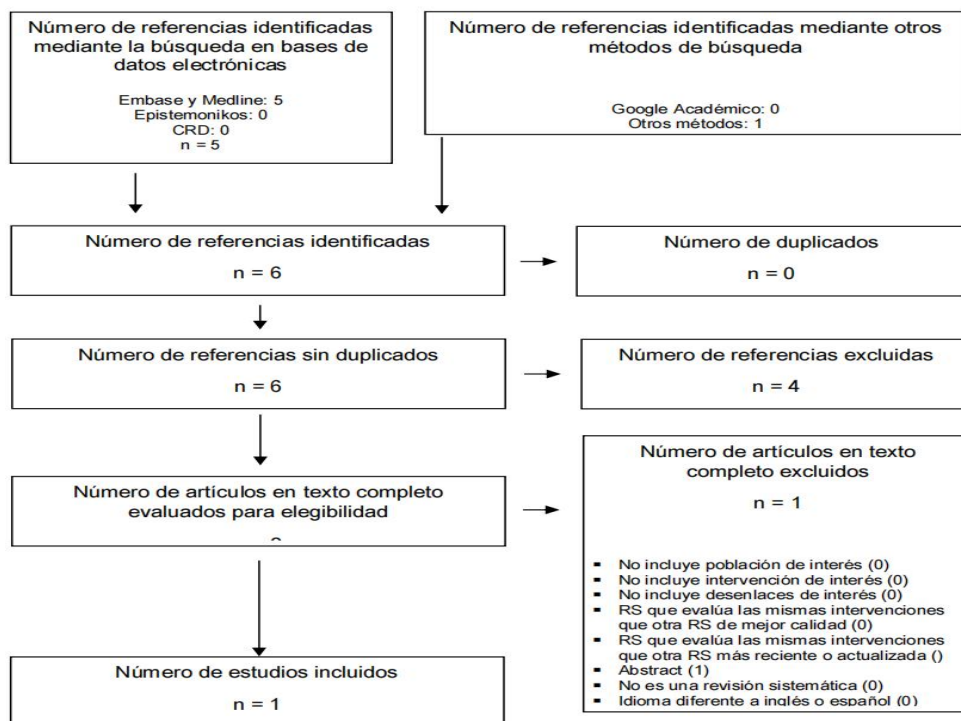 Número de referencias identificadas
mediante la búsqueda en bases de
datos electrónicas
Embase y Medline: 5
Epistemonikos: 0
CRD: 0
n = 5
Número de referencias identificadas mediante otros
métodos de búsqueda
Google Académico: 0
Otros métodos: 1
Número de referencias identificadas
n = 6
Número de duplicados
n = 0
Número de referencias sin duplicados
n = 6
Número de referencias excluidas
n = 4
Número de artículos en texto completo
evaluados para elegibilidad
Número de artículos en texto
completo excluidos
n = 1
▪ No incluye población de interés (0)
▪ No incluye intervención de interés (0)
▪ No incluye desenlaces de interés (0)
▪ RS que evalúa las mismas intervenciones
que otra RS de mejor calidad (0)
▪ RS que evalúa las mismas intervenciones
que otra RS más reciente o actualizada ()
▪ Abstract (1)
▪ No es una revisión sistemática (0)
▪ Idioma diferente a inglés o español (0)
Número de estudios incluidos
n = 1